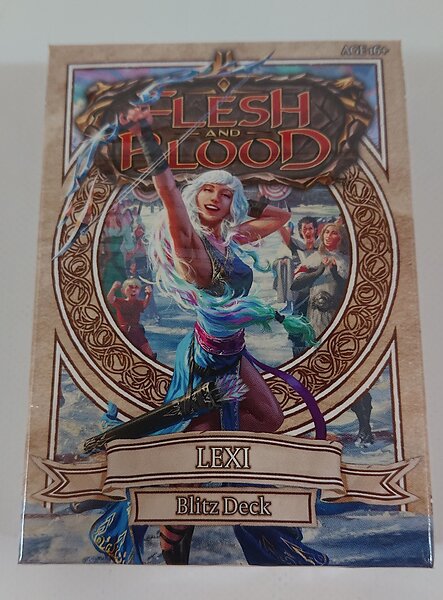 AGE 16+
FLESH
AND
BLOOD
LEXI
Blitz Deck